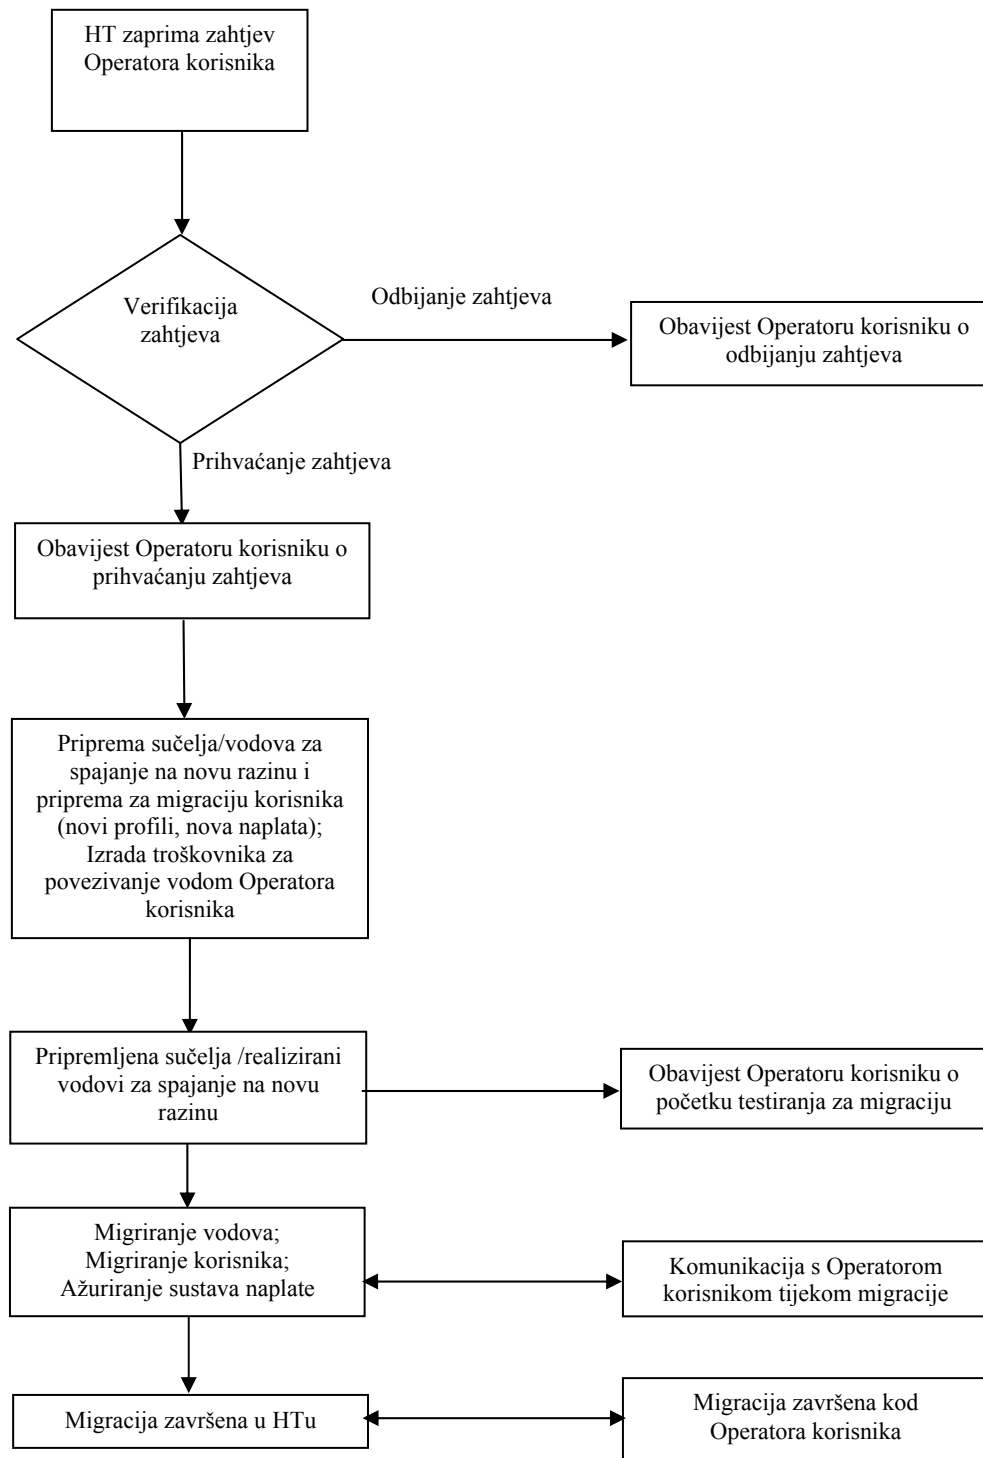 HT zaprima zahtjev
Operatora korisnika
Verifikacija
zahtjeva
Odbijanje zahtjeva
Obavijest Operatoru korisniku o
odbijanju zahtjeva
Prihvaćanje zahtjeva
Obavijest Operatoru korisniku o
prihvaćanju zahtjeva
Priprema sučelja/vodova za
spajanje na novu razinu i
priprema za migraciju korisnika
(novi profili, nova naplata);
Izrada troškovnika za
povezivanje vodom Operatora
korisnika
Pripremljena sučelja /realizirani
vodovi za spajanje na novu
razinu
Obavijest Operatoru korisniku o
početku testiranja za migraciju
Migriranje vodova;
Migriranje korisnika;
Ažuriranje sustava naplate
Komunikacija s Operatorom
korisnikom tijekom migracije
Migracija završena u HTu
Migracija završena kod
Operatora korisnika